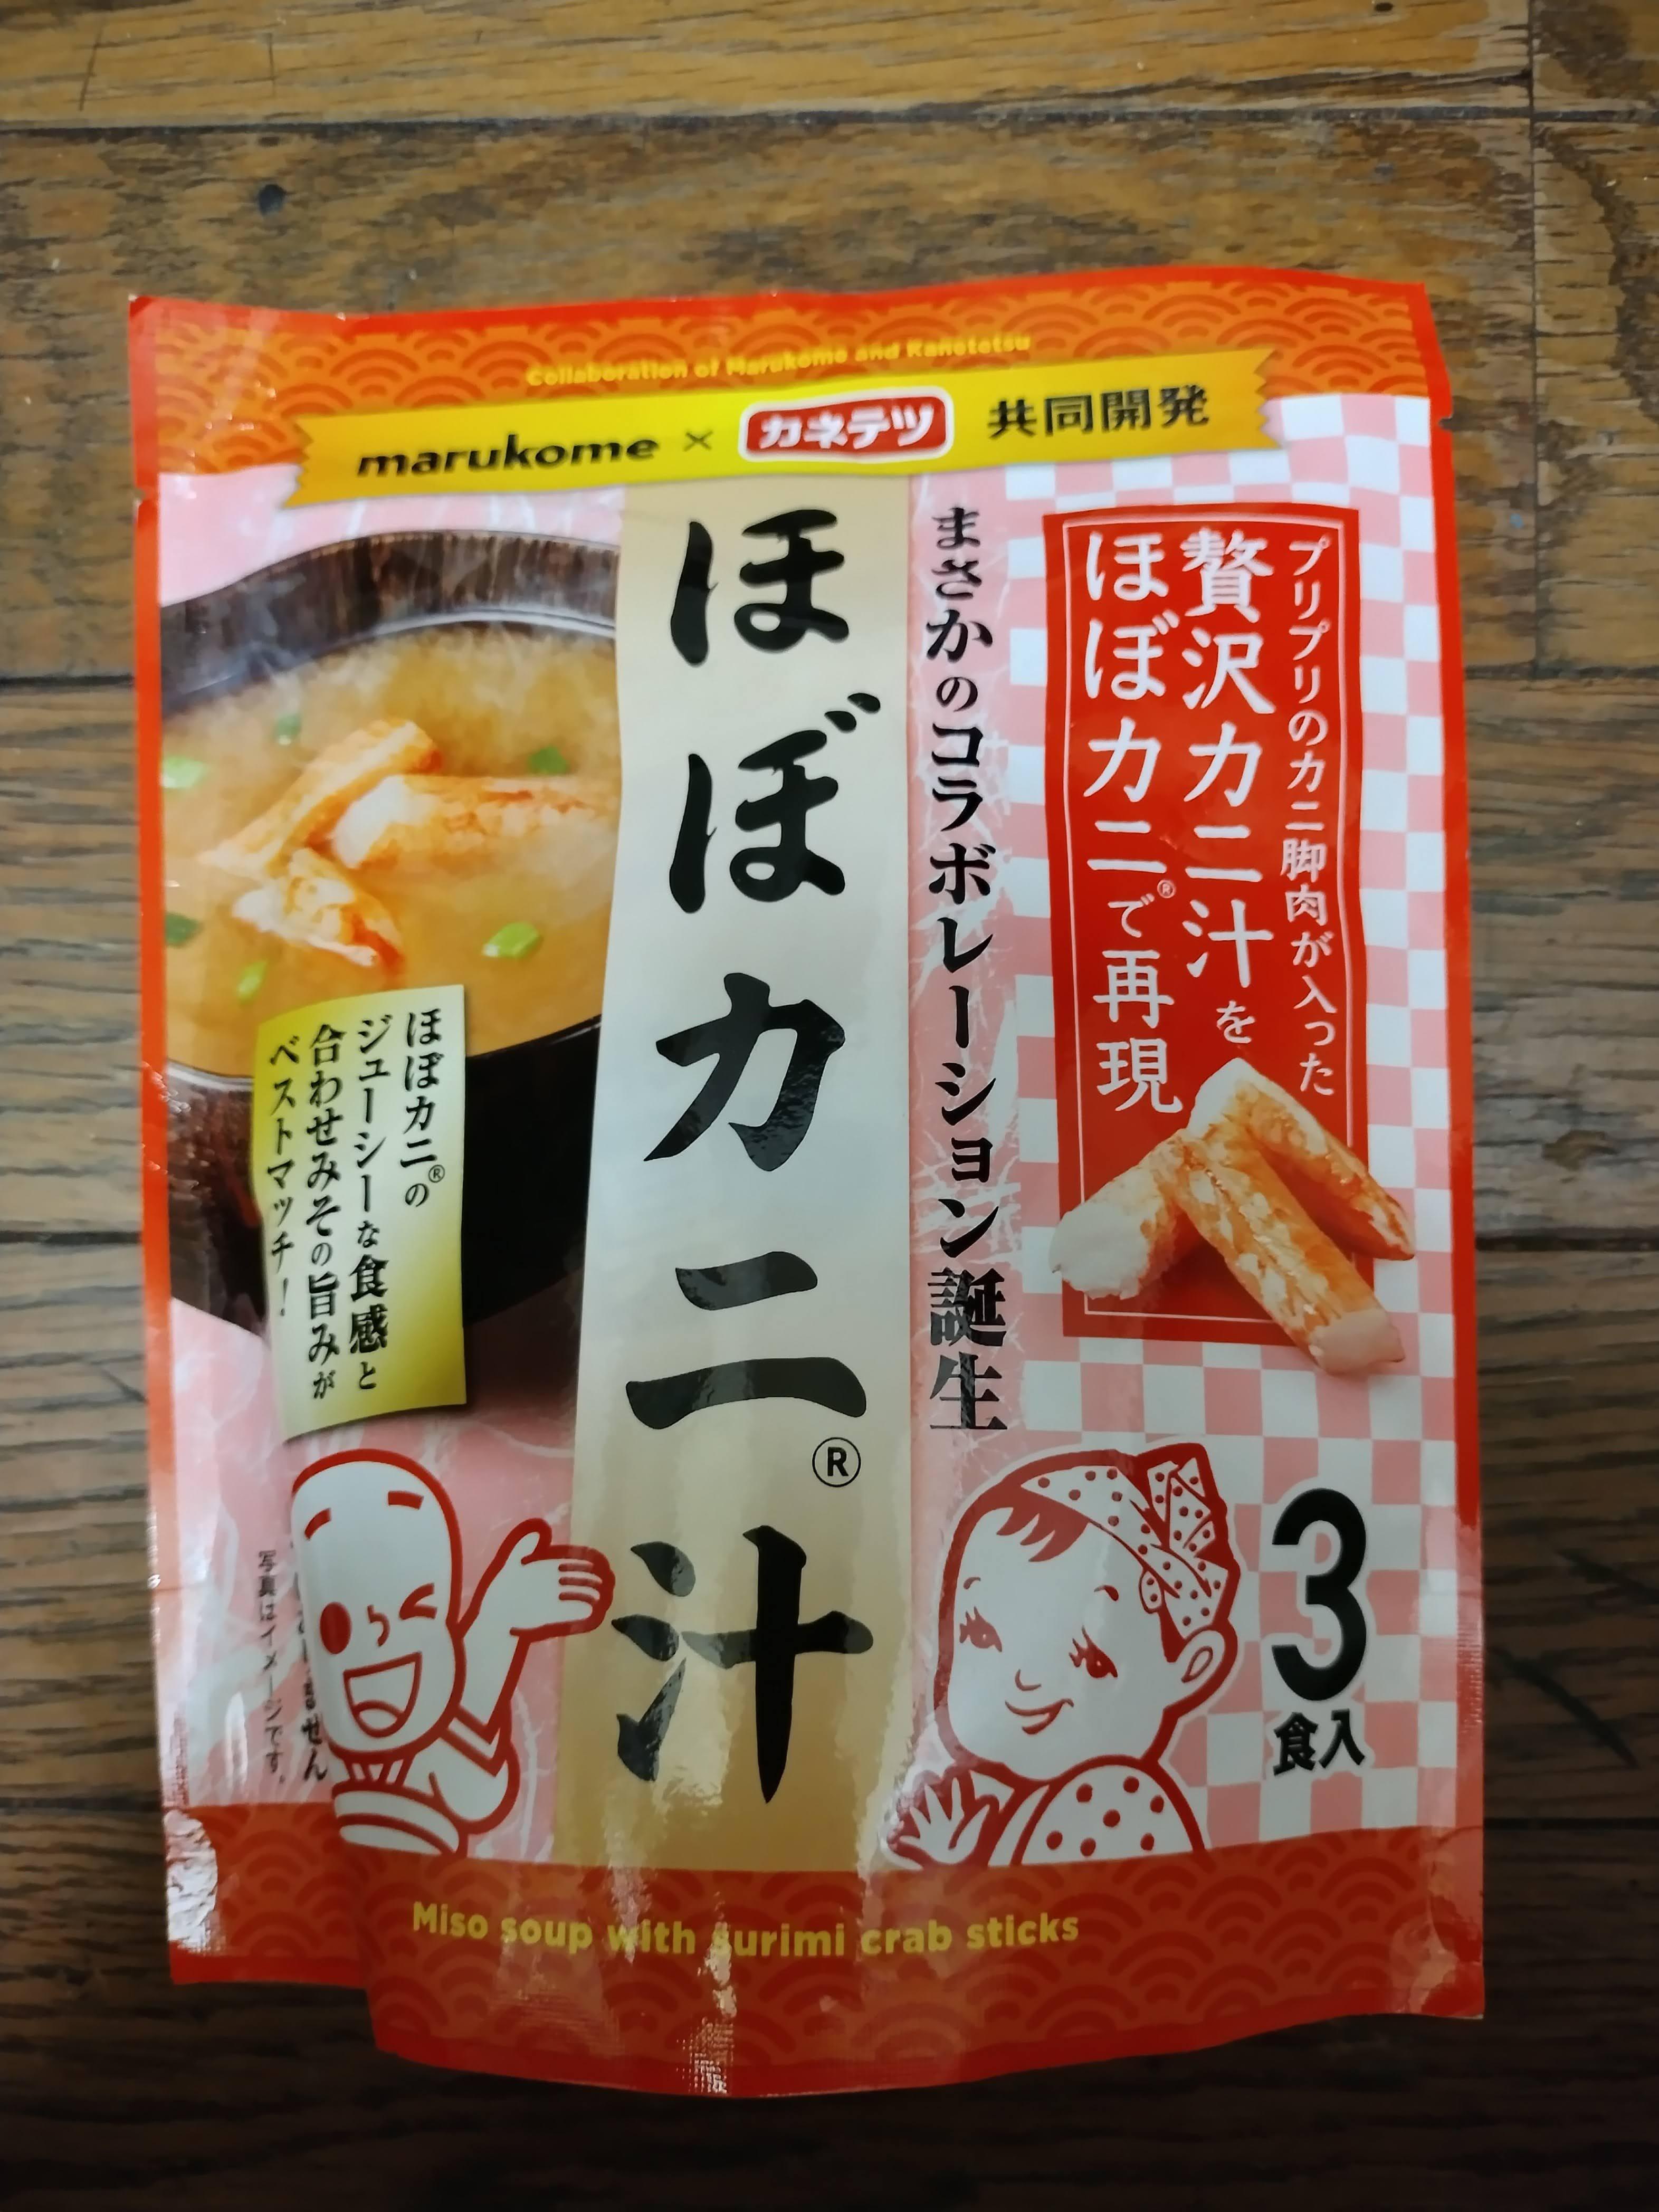 Collaboration of Marukome and Kanetetsu
marukome × カネテツ 共同開発
プリプリのカニ脚肉が入った
贅沢カニ汁を
ほぼカニ®で再現
まさかのコラボレーション誕生
ほぼカニ®汁
ほぼカニ®の
ジューシーな食感と
合わせみその旨みが
ベストマッチ!
3
食入
ません
写真はイメージです。
Miso soup with surimi crab sticks